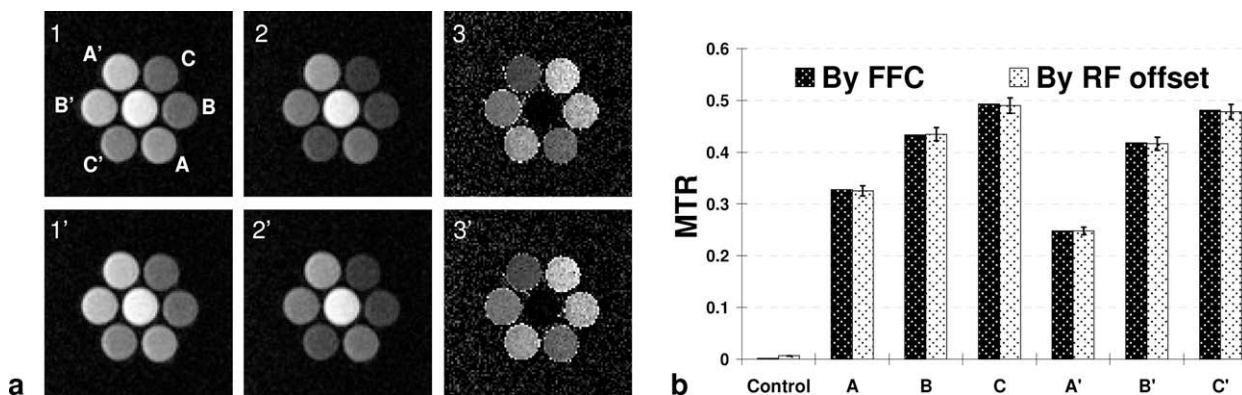 1
A'
C
B'
B
C'
A
2
3
1'
2'
3'
a
0.6
0.5
0.4
0.3
0.2
0.1
0
MTR
By FFC
By RF offset
Control
A
B
C
A'
B'
C'
b